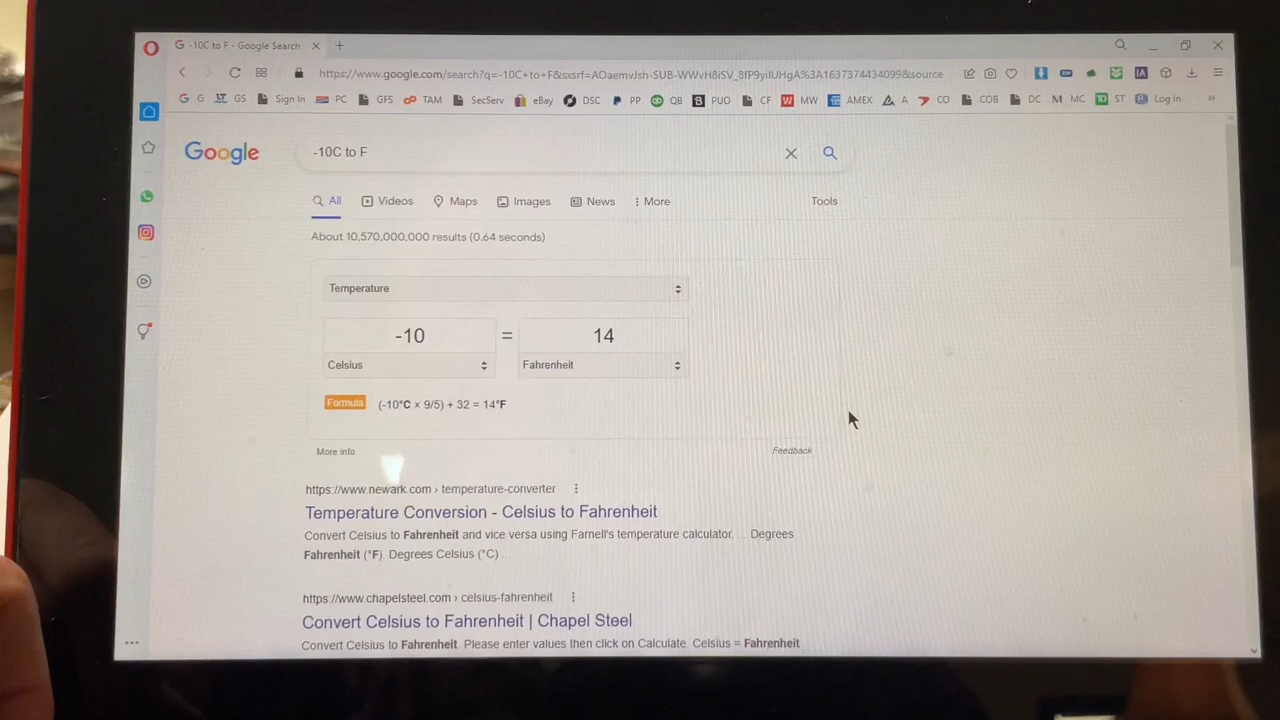 G -10C to F - Google Search
https://www.google.com/search?q=-10C+to+F&sxsrf=AOaemvJsh-SUB-WWvH8iSV_8fP9yiIUHgA%3A1637374434099&source
G G LT GS Sign In PC GFS TAM SecServ eBay DSC PP QB PUO CF W MW AMEX A CO COB DC M MC TD ST Log In »
Google -10C to F
All Videos Maps Images News More Tools
About 10,570,000,000 results (0.64 seconds)
Temperature
-10 = 14
Celsius Fahrenheit
Formula (-10°C × 9/5) + 32 = 14°F
More info Feedback
https://www.newark.com › temperature-converter
Temperature Conversion - Celsius to Fahrenheit
Convert Celsius to Fahrenheit and vice versa using Farnell's temperature calculator. ... Degrees
Fahrenheit (°F). Degrees Celsius (°C) ...
https://www.chapelsteel.com › celsius-fahrenheit
Convert Celsius to Fahrenheit | Chapel Steel
Convert Celsius to Fahrenheit. Please enter values then click on Calculate. Celsius = Fahrenheit